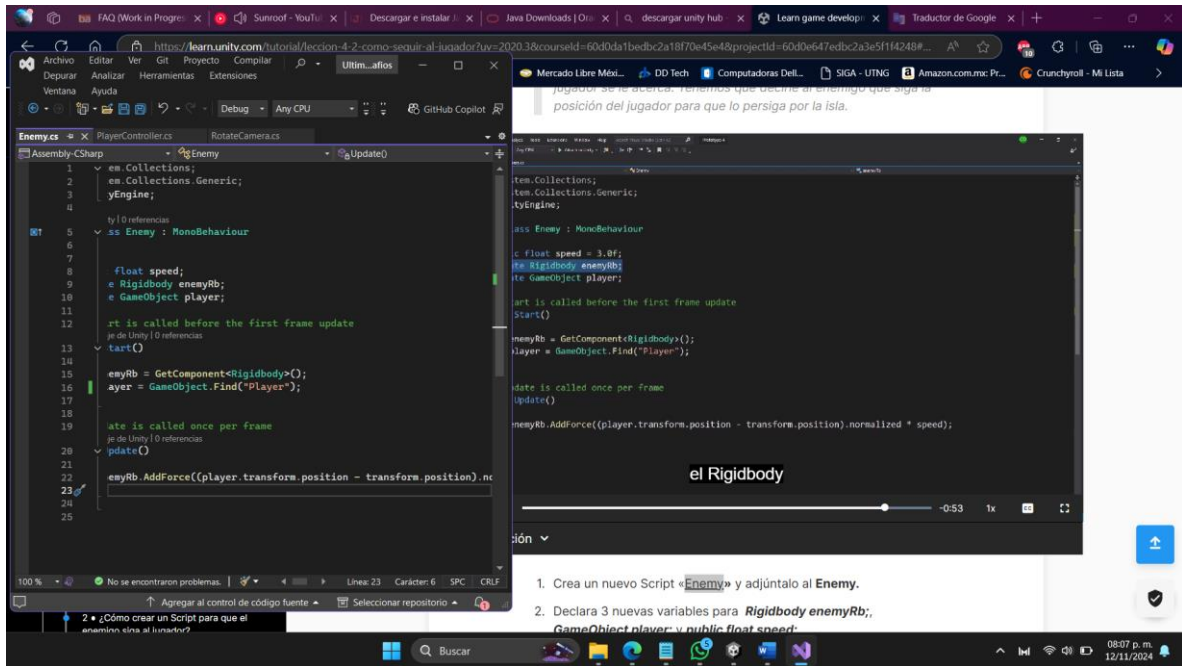 FAQ (Work in Progres
Sunroof - YouTu
Descargar e instalar J
Java Downloads | Ora
descargar unity hub -
Learn game developm
Traductor de Google
https://learn.unity.com/tutorial/leccion-4-2-como-seguir-al-jugador?uv=2020.3&courseId=60d0da1bedbc2a18f70e45e48&projectId=60d0e647edbc2a3e5f1f4248#...
Mercado Libre Méxi...
DD Tech
Computadoras Dell...
SIGA - UTNG
Amazon.com.mx: Pr...
Crunchyroll - Mi Lista
Archivo Editar Ver Git Proyecto Compilar
Ultim...afios
Depurar Analizar Herramientas Extensiones
Ventana Ayuda
Debug Any CPU GitHub Copilot
Enemy.cs PlayerController.cs RotateCamera.cs
Assembly-CSharp Enemy Update()
1 em.Collections;
2 em.Collections.Generic;
3 yEngine;
4
ty | 0 referencias
5 ss Enemy : MonoBehaviour
6
7
8 float speed;
9 e Rigidbody enemyRb;
10 e GameObject player;
11
12 rt is called before the first frame update
je de Unity | 0 referencias
13 tart()
14
15 emyRb = GetComponent<Rigidbody>();
16 ayer = GameObject.Find("Player");
17
18
19 ate is called once per frame
je de Unity | 0 referencias
20 pdate()
21
22 emyRb.AddForce((player.transform.position - transform.position).no
23
24
25
100 % No se encontraron problemas. Línea: 23 Carácter: 6 SPC CRLF
Agregar al control de código fuente Seleccionar repositorio
2 • ¿Cómo crear un Script para que el
enemigo siga al jugador?
jugador se le acerca. Tenemos que decirle al enemigo que siga la
posición del jugador para que lo persiga por la isla.
tem.Collections;
tem.Collections.Generic;
tyEngine;
ass Enemy : MonoBehaviour
c float speed = 3.0f;
te Rigidbody enemyRb;
te GameObject player;
art is called before the first frame update
Start()
nemyRb = GetComponent<Rigidbody>();
layer = GameObject.Find("Player");
pdate is called once per frame
Update()
nemyRb.AddForce((player.transform.position - transform.position).normalized * speed);
el Rigidbody
-0:53 1x
ción
1. Crea un nuevo Script «Enemy» y adjúntalo al Enemy.
2. Declara 3 nuevas variables para Rigidbody enemyRb;,
GameObject player; y public float speed;
Buscar
08:07 p. m.
12/11/2024